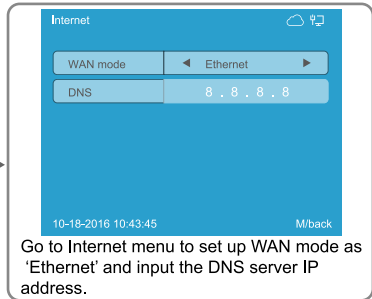 Internet
WAN mode ◀ Ethernet ▶
DNS 8 . 8 . 8 . 8
10-18-2016 10:43:45 M/back
Go to Internet menu to set up WAN mode as
'Ethernet' and input the DNS server IP
address.